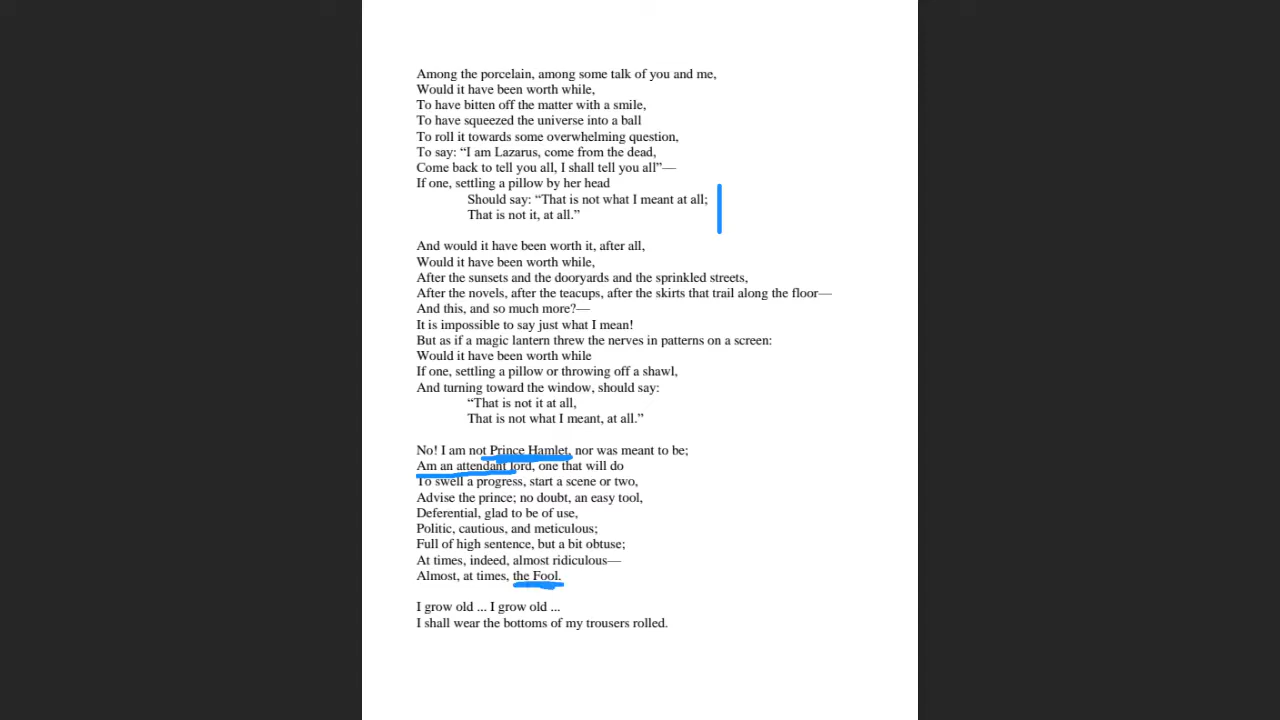 Among the porcelain, among some talk of you and me,
Would it have been worth while,
To have bitten off the matter with a smile,
To have squeezed the universe into a ball
To roll it towards some overwhelming question,
To say: “I am Lazarus, come from the dead,
Come back to tell you all, I shall tell you all”—
If one, settling a pillow by her head
Should say: “That is not what I meant at all;
That is not it, at all.”
And would it have been worth it, after all,
Would it have been worth while,
After the sunsets and the dooryards and the sprinkled streets,
After the novels, after the teacups, after the skirts that trail along the floor—
And this, and so much more?—
It is impossible to say just what I mean!
But as if a magic lantern threw the nerves in patterns on a screen:
Would it have been worth while
If one, settling a pillow or throwing off a shawl,
And turning toward the window, should say:
“That is not it at all,
That is not what I meant, at all.”
No! I am not Prince Hamlet, nor was meant to be;
Am an attendant lord, one that will do
To swell a progress, start a scene or two,
Advise the prince; no doubt, an easy tool,
Deferential, glad to be of use,
Politic, cautious, and meticulous;
Full of high sentence, but a bit obtuse;
At times, indeed, almost ridiculous—
Almost, at times, the Fool.
I grow old ... I grow old ...
I shall wear the bottoms of my trousers rolled.